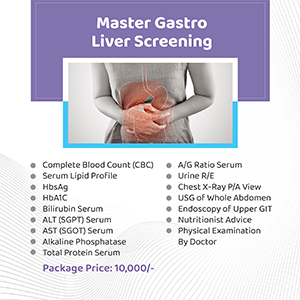 Master Gastro
Liver Screening
Complete Blood Count (CBC)
Serum Lipid Profile
HbsAg
HbA1C
Bilirubin Serum
ALT (SGPT) Serum
AST (SGOT) Serum
Alkaline Phosphatase
Total Protein Serum
A/G Ratio Serum
Urine R/E
Chest X-Ray P/A View
USG of Whole Abdomen
Endoscopy of Upper GIT
Nutritionist Advice
Physical Examination
By Doctor
Package Price: 10,000/-